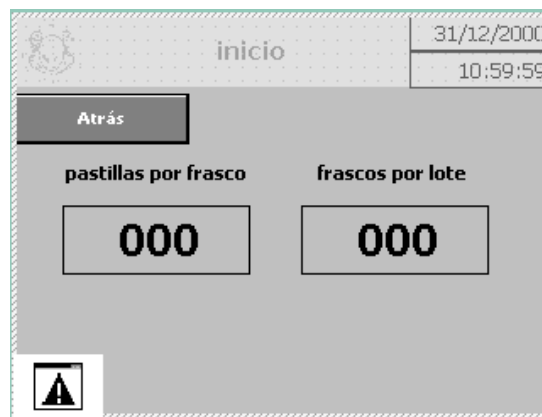 inicio
31/12/2000
10:59:59
Atrás
pastillas por frasco
frascos por lote
000
000